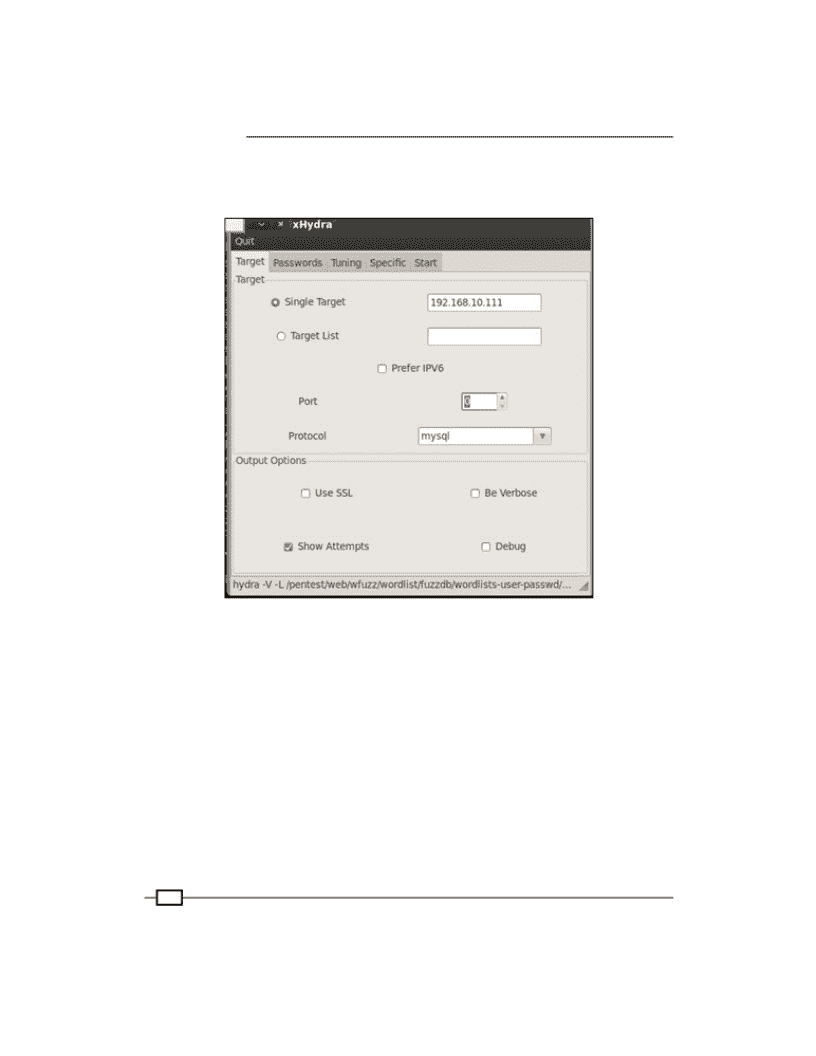 xHydra
Quit
Target Passwords Tuning Specific Start
Target
Single Target 192.168.10.111
Target List
Prefer IPV6
Port 0
Protocol mysql
Output Options
Use SSL Be Verbose
Show Attempts Debug
hydra -V -L /pentest/web/wfuzz/wordlist/fuzzdb/wordlists-user-passwd/...